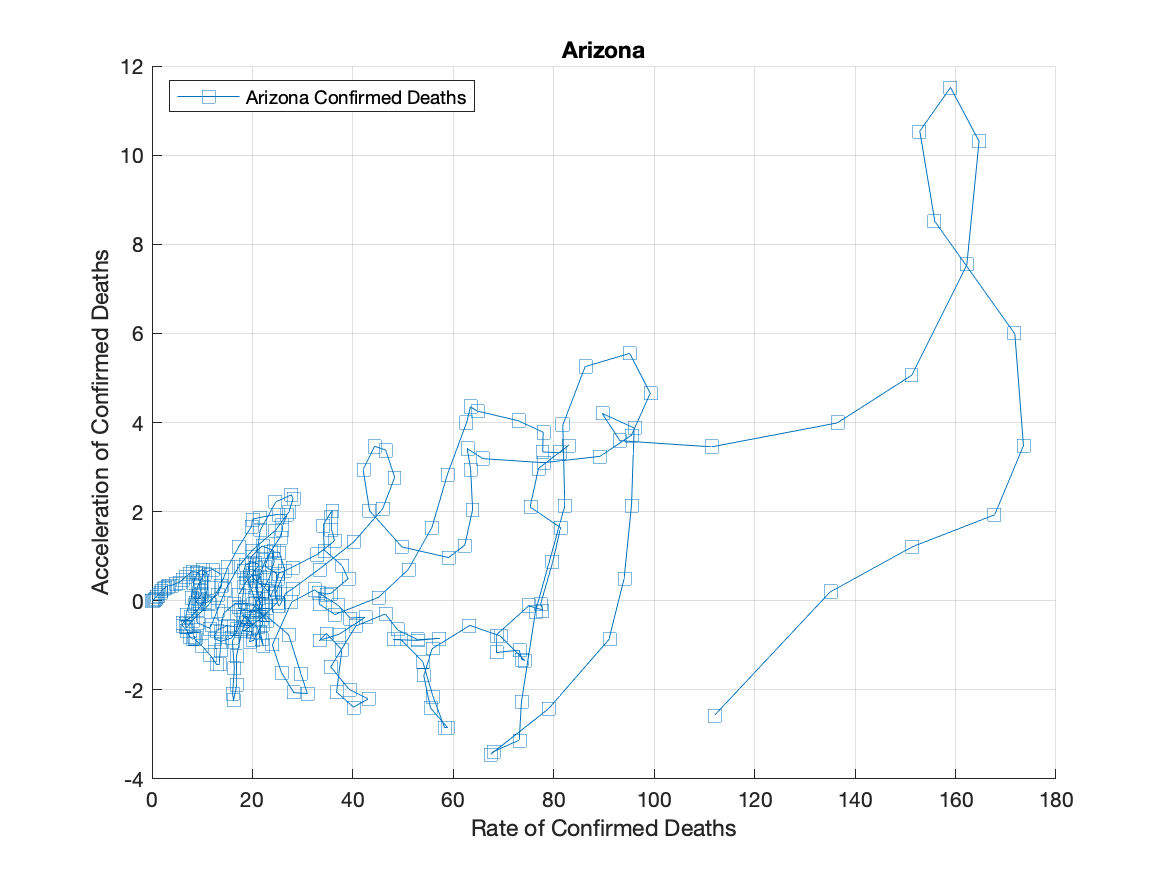 Arizona
Arizona Confirmed Deaths
12
10
8
6
4
2
0
-2
-4
Acceleration of Confirmed Deaths
0 20 40 60 80 100 120 140 160 180
Rate of Confirmed Deaths